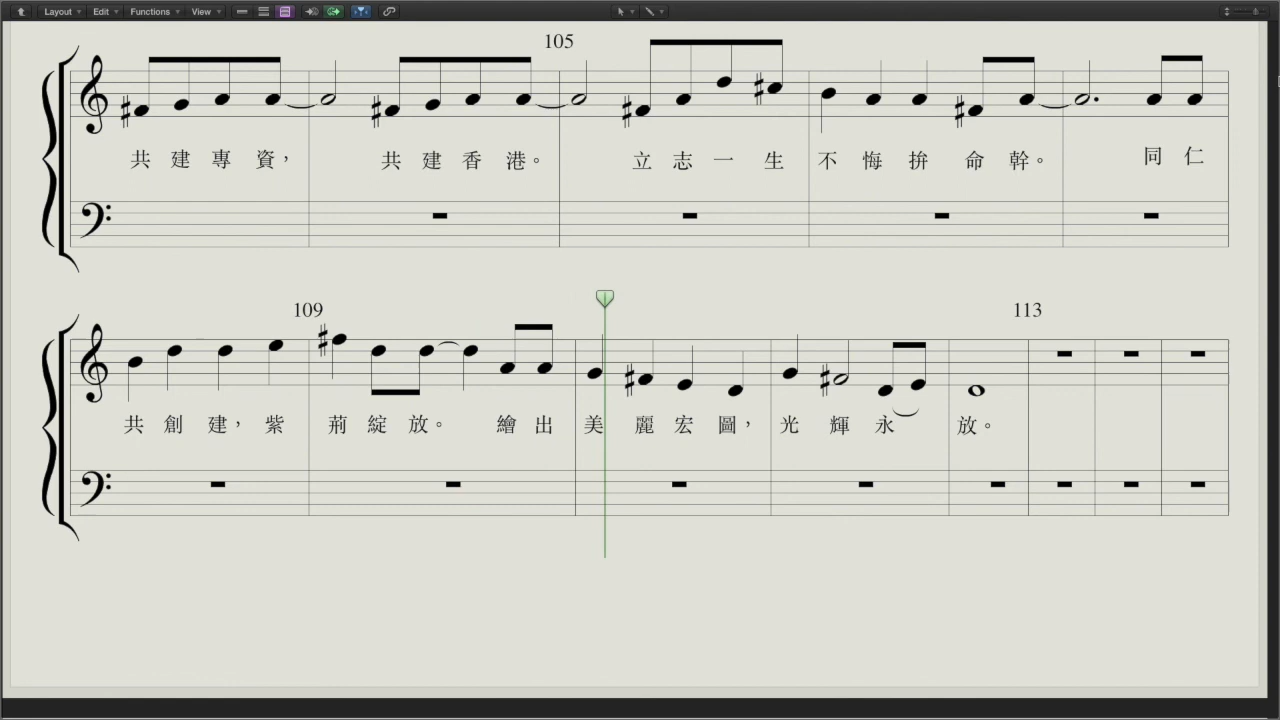 Layout Edit Functions View
105
共建專資，共建香港。立志一生不悔拚命幹。同仁
109 113
共創建，紫荊綻放。繪出美麗宏圖，光輝永放。